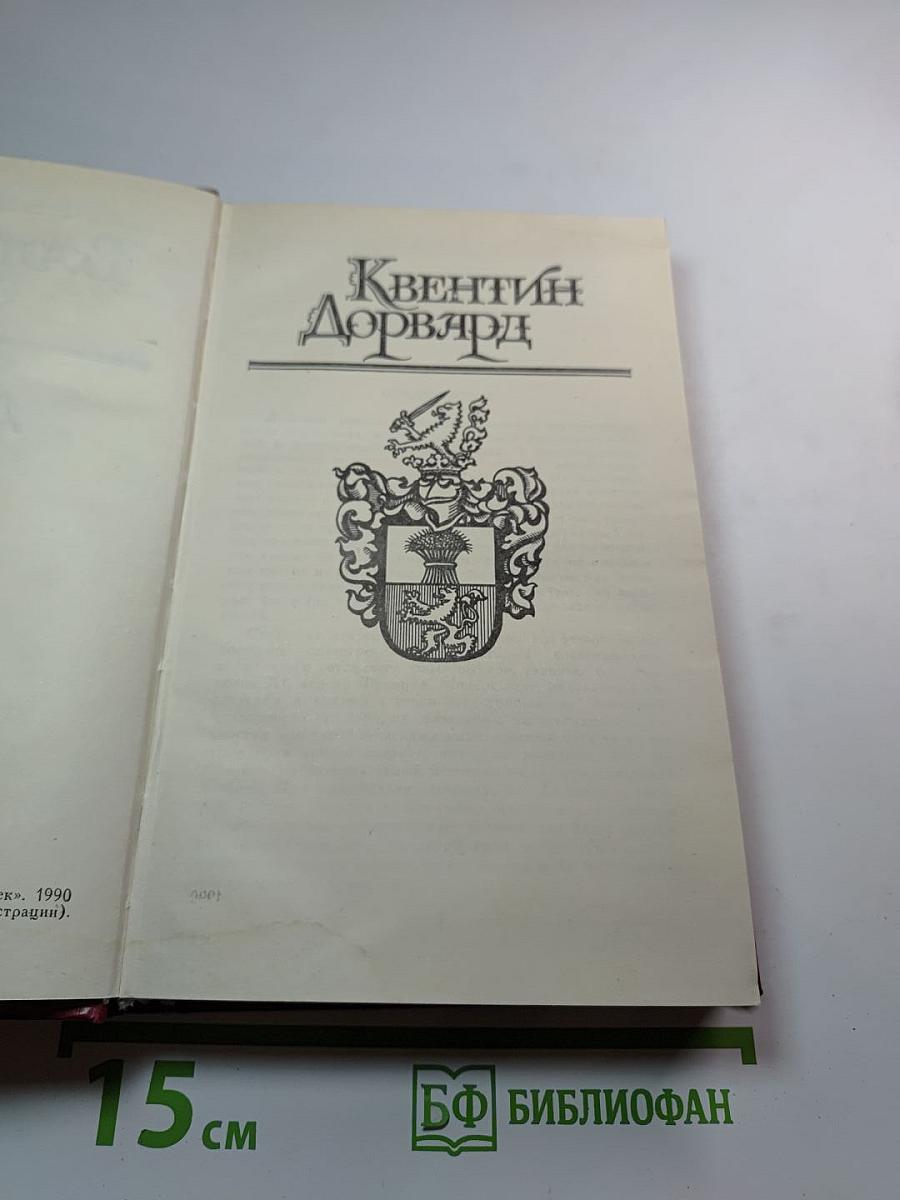 Квентин
Дорвард
ек». 1990
страции).
15 см
БФ БИБЛИОФАН